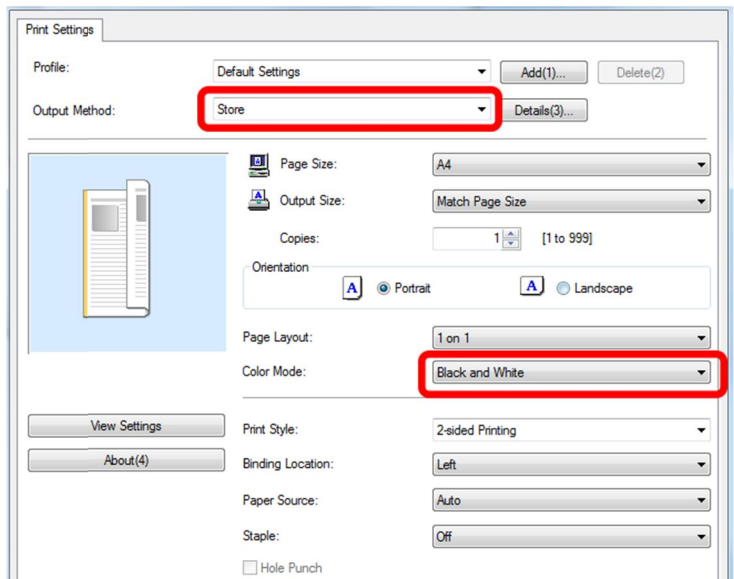 Print Settings
Profile: Default Settings Add(1)... Delete(2)
Output Method: Store Details(3)...
A Page Size: A4
A Output Size: Match Page Size
Copies: 1 [1 to 999]
Orientation
A Portrait A Landscape
Page Layout: 1 on 1
Color Mode: Black and White
View Settings Print Style: 2-sided Printing
About(4) Binding Location: Left
Paper Source: Auto
Staple: Off
Hole Punch